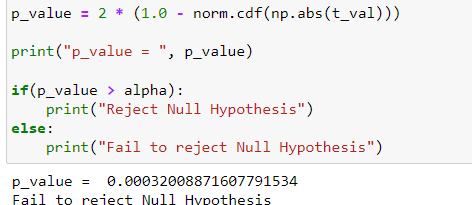 p_value = 2 * (1.0 - norm.cdf(np.abs(t_val)))
print("p_value = ", p_value)
if(p_value > alpha):
    print("Reject Null Hypothesis")
else:
    print("Fail to reject Null Hypothesis")
p_value =  0.00032008871607791534
Fail to reject Null Hypothesis